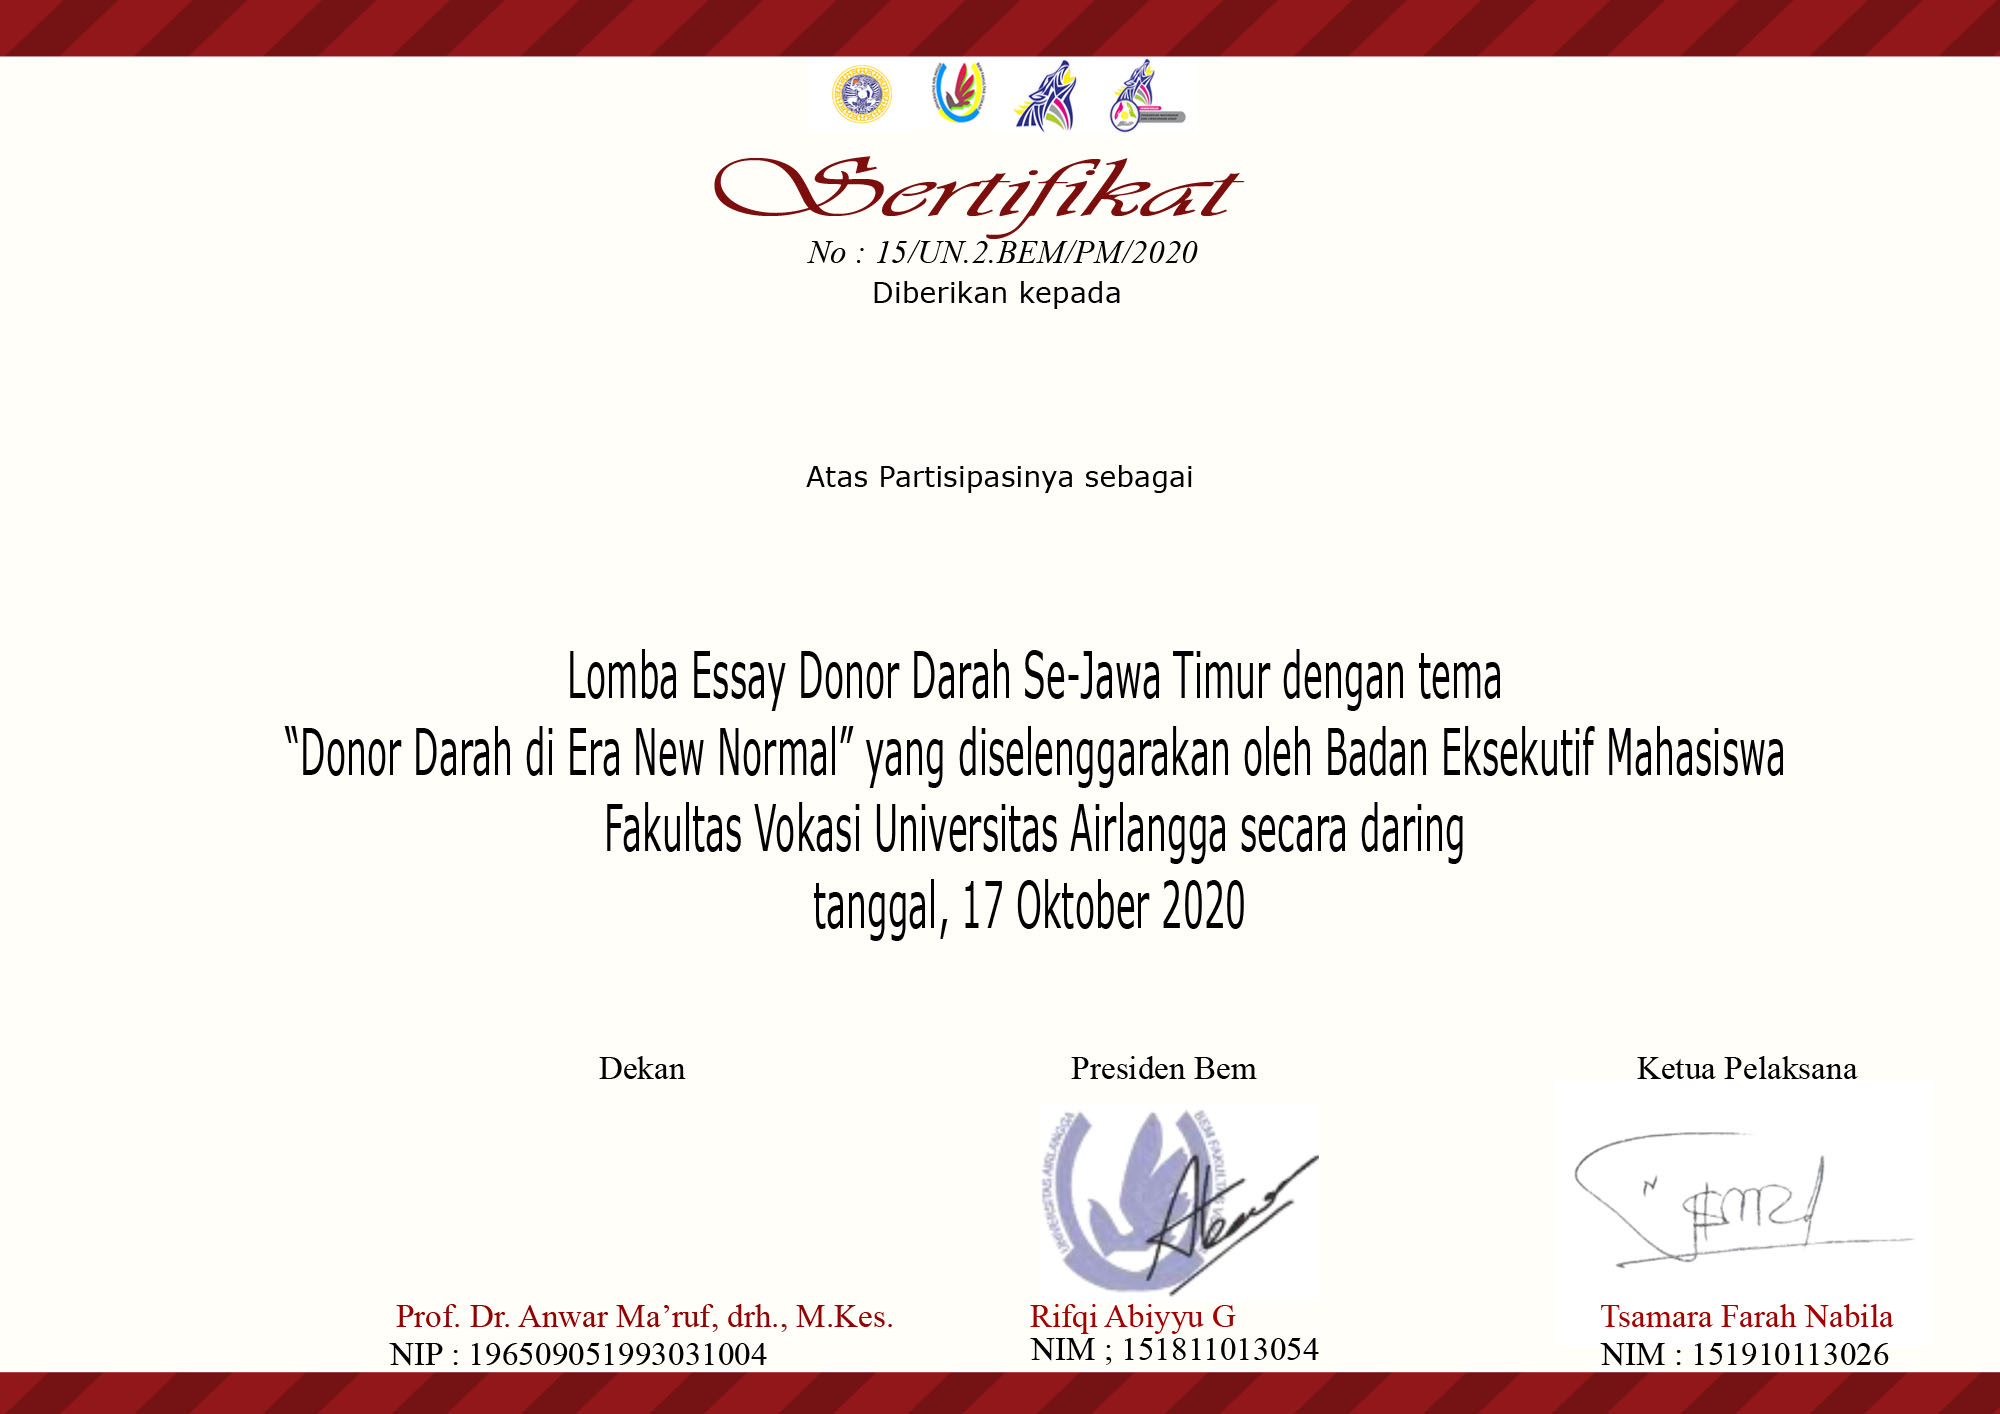 Sertifikat
No : 15/UN.2.BEM/PM/2020
Diberikan kepada
Atas Partisipasinya sebagai
Lomba Essay Donor Darah Se-Jawa Timur dengan tema
“Donor Darah di Era New Normal” yang diselenggarakan oleh Badan Eksekutif Mahasiswa
Fakultas Vokasi Universitas Airlangga secara daring
tanggal, 17 Oktober 2020
Dekan Presiden Bem Ketua Pelaksana
UNIVERSITAS AIRLANGGA BEM FAKULTAS
Prof. Dr. Anwar Ma’ruf, drh., M.Kes. Rifqi Abiyyu G Tsamara Farah Nabila
NIP : 196509051993031004 NIM ; 151811013054 NIM : 151910113026